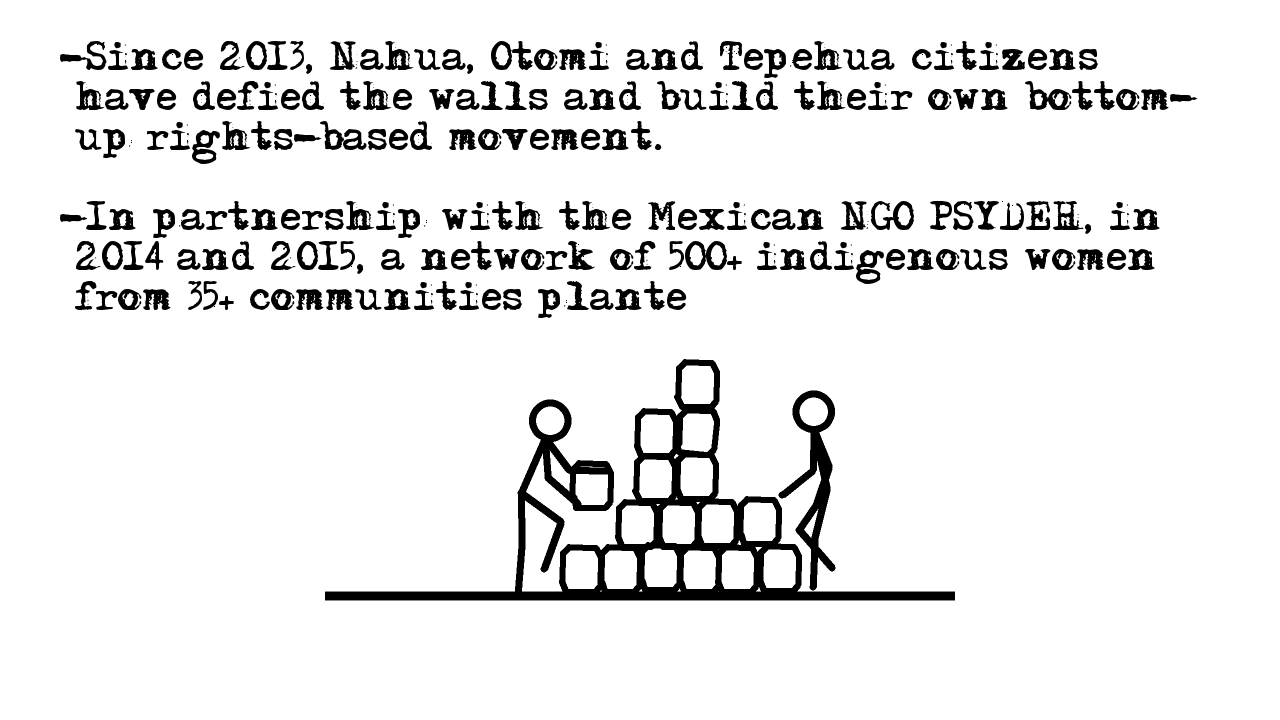 -Since 2013, Nahua, Otomi and Tepehua citizens
have defied the walls and build their own bottom-
up rights-based movement.
-In partnership with the Mexican NGO PSYDEH, in
2014 and 2015, a network of 500+ indigenous women
from 35+ communities plante